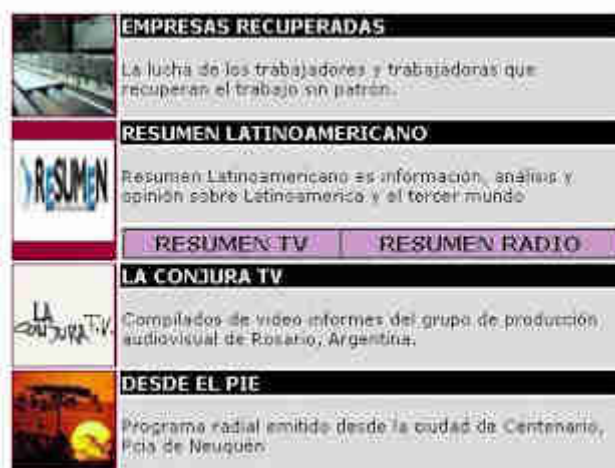 EMPRESAS RECUPERADAS
La lucha de los trabajadores y trabajadoras que
recuperan el trabajo sin patrón.
RESUMEN LATINOAMERICANO
RESUMEN
Resumen Latinoamericano es información, análisis y
opinión sobre Latinoamerica y el tercer mundo
RESUMEN TV RESUMEN RADIO
LA CONJURA TV
LA
CONJURA T.V.
Compilados de video informes del grupo de producción
audiovisual de Rosario, Argentina.
DESDE EL PIE
Programa radial emitido desde la ciudad de Centenario,
Pcia de Neuquén